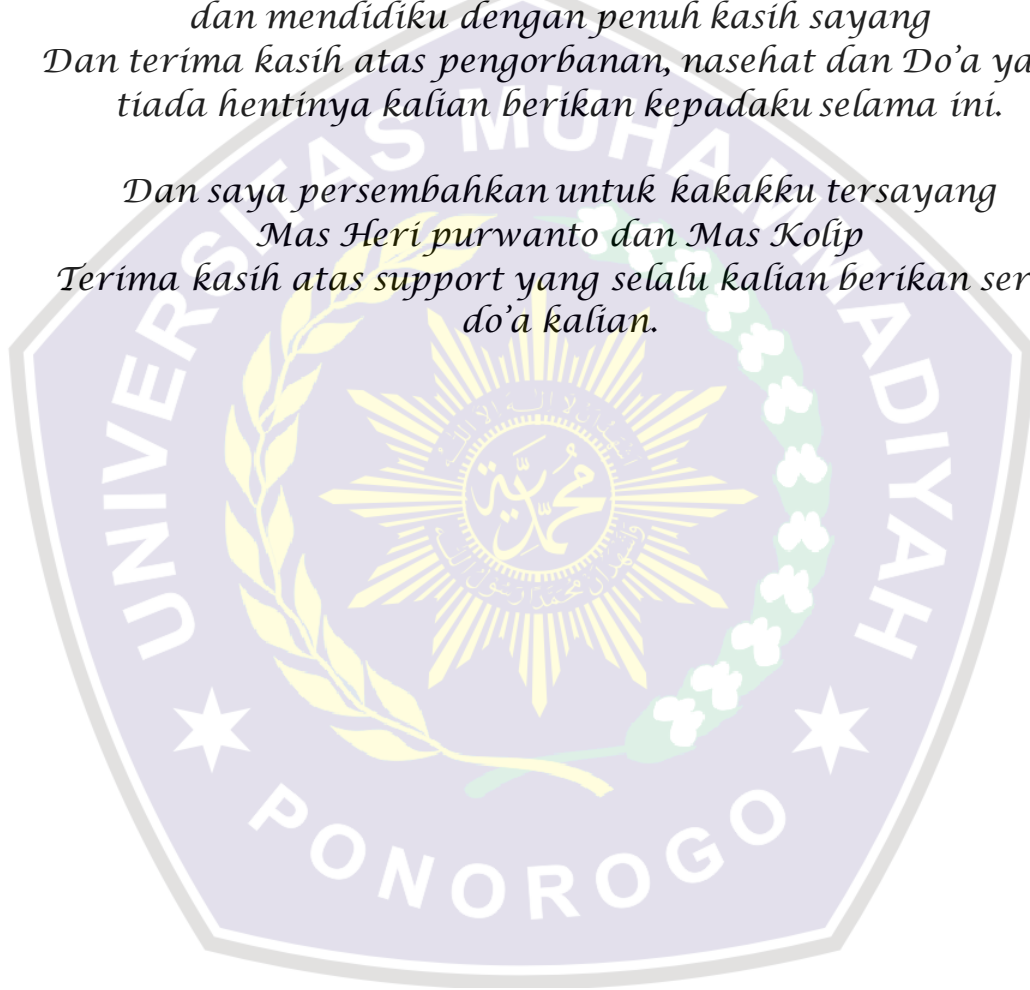 dan mendidiku dengan penuh kasih sayang
Dan terima kasih atas pengorbanan, nasehat dan Do’a ya
tiada hentinya kalian berikan kepadaku selama ini.
Dan saya persembahkan untuk kakakku tersayang
Mas Heri purwanto dan Mas Kolip
Terima kasih atas support yang selalu kalian berikan ser
do’a kalian.
UNIVERSITAS MUHAMMADIYAH
PONOROGO
محمدية